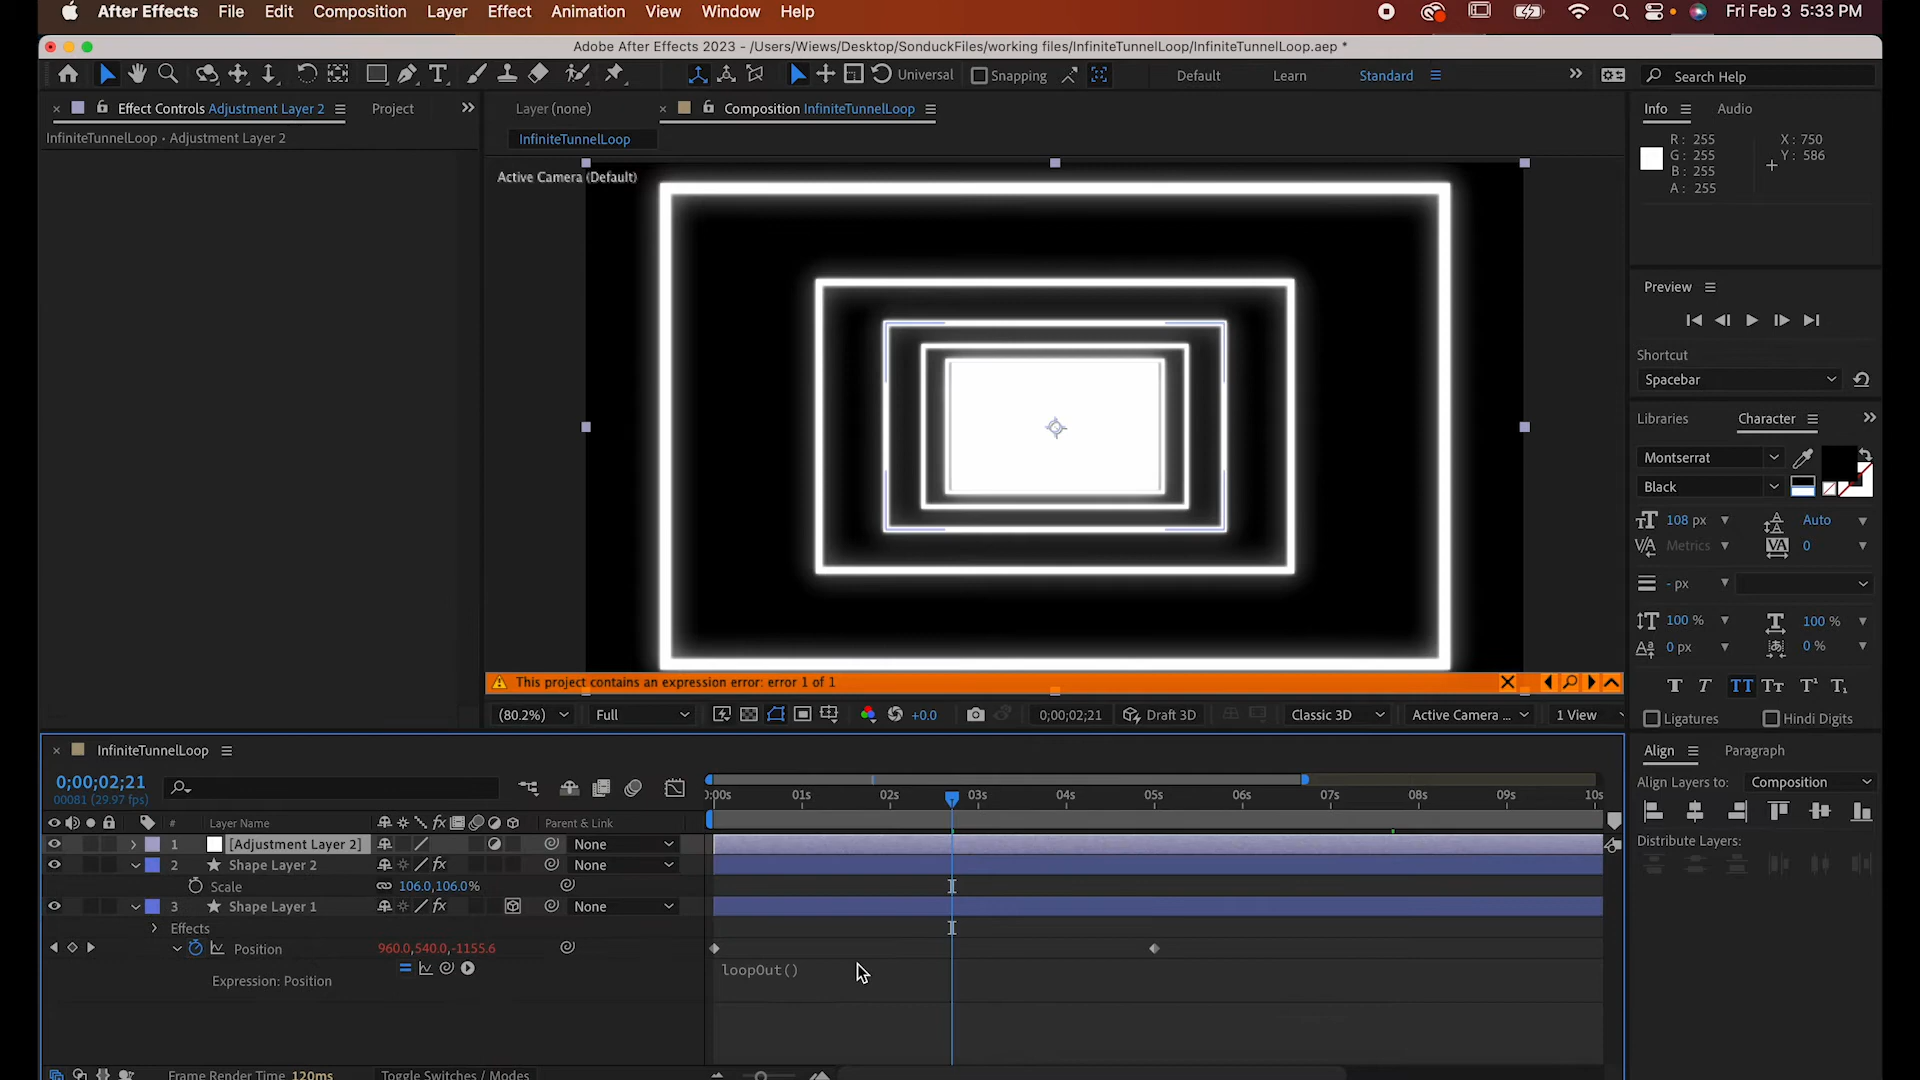 After Effects File Edit Composition Layer Effect Animation View Window Help Fri Feb 3 5:33 PM
Adobe After Effects 2023 - /Users/Wiews/Desktop/SonduckFiles/working files/InfiniteTunnelLoop/InfiniteTunnelLoop.aep *
Universal Snapping Default Learn Standard Search Help
Effect Controls Adjustment Layer 2 Project Layer (none) Composition InfiniteTunnelLoop Info Audio
InfiniteTunnelLoop • Adjustment Layer 2 InfiniteTunnelLoop
R: 255 X: 750
G: 255 Y: 586
B: 255
A: 255
Active Camera (Default)
Preview
Shortcut
Spacebar
Libraries Character
Montserrat
Black
108 px Auto
Metrics 0
- px
100 % 100 %
0 px 0 %
Ligatures Hindi Digits
This project contains an expression error: error 1 of 1
(80.2%) Full +0.0 0;00;02;21 Draft 3D Classic 3D Active Camera ... 1 View
InfiniteTunnelLoop
Align Paragraph
Align Layers to: Composition
Distribute Layers:
0;00;02;21
00081 (29.97 fps)
0:00s 01s 02s 03s 04s 05s 06s 07s 08s 09s 10s
# Layer Name Parent & Link
1 [Adjustment Layer 2] None
2 Shape Layer 2 None
Scale 106.0,106.0%
3 Shape Layer 1 None
Effects
Position 960.0,540.0,-1155.6
Expression: Position loopOut()
Frame Render Time 120ms Toggle Switches / Modes